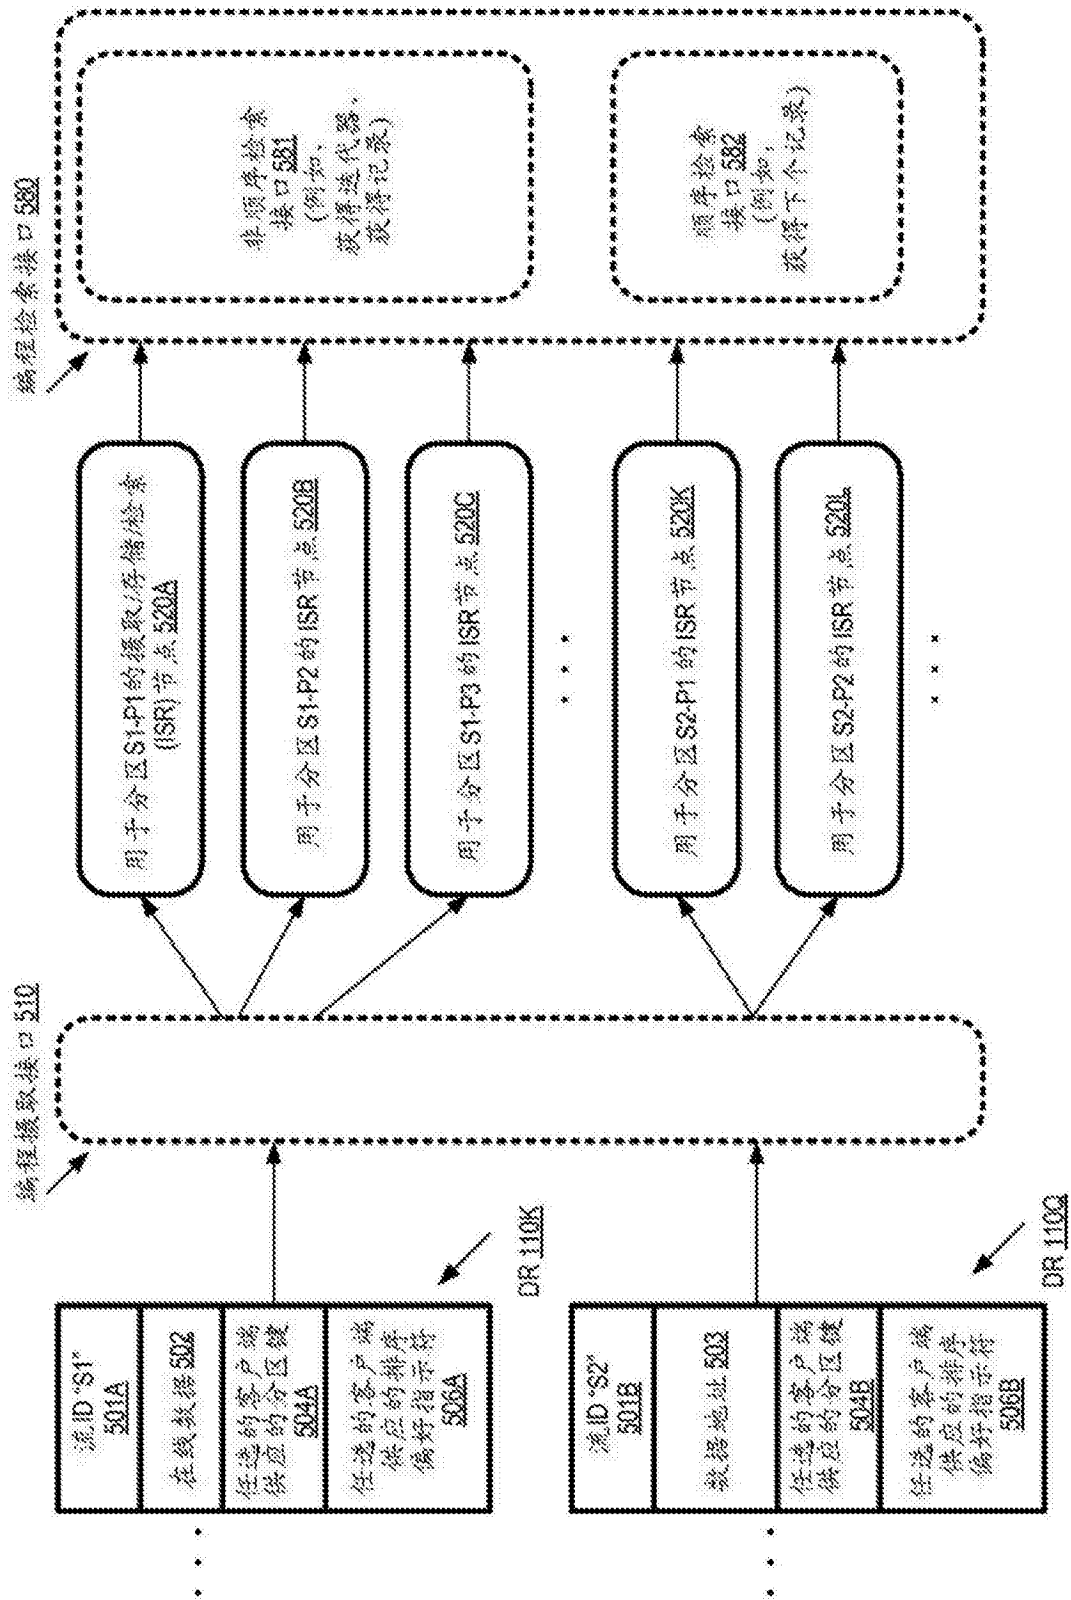 流ID “S1”
501A
在线数据 502
任选的客户端
供应的分区键
504A
任选的客户端
供应的排序
偏好指示符
506A
DR 110K
流ID “S2”
501B
数据地址 503
任选的客户端
供应的分区键
504B
任选的客户端
供应的排序
偏好指示符
506B
DR 110Q
编程摄取接口 510
用于分区S1-P1的摄取/存储/检索
(ISR)节点 520A
用于分区S1-P2的ISR节点 520B
用于分区S1-P3的ISR节点 520C
用于分区S2-P1的ISR节点 520K
用于分区S2-P2的ISR节点 520L
编程检索接口 580
非顺序检索
接口 581
(例如、
获得迭代器、
获得记录)
顺序检索
接口 582
(例如,
获得下个记录)